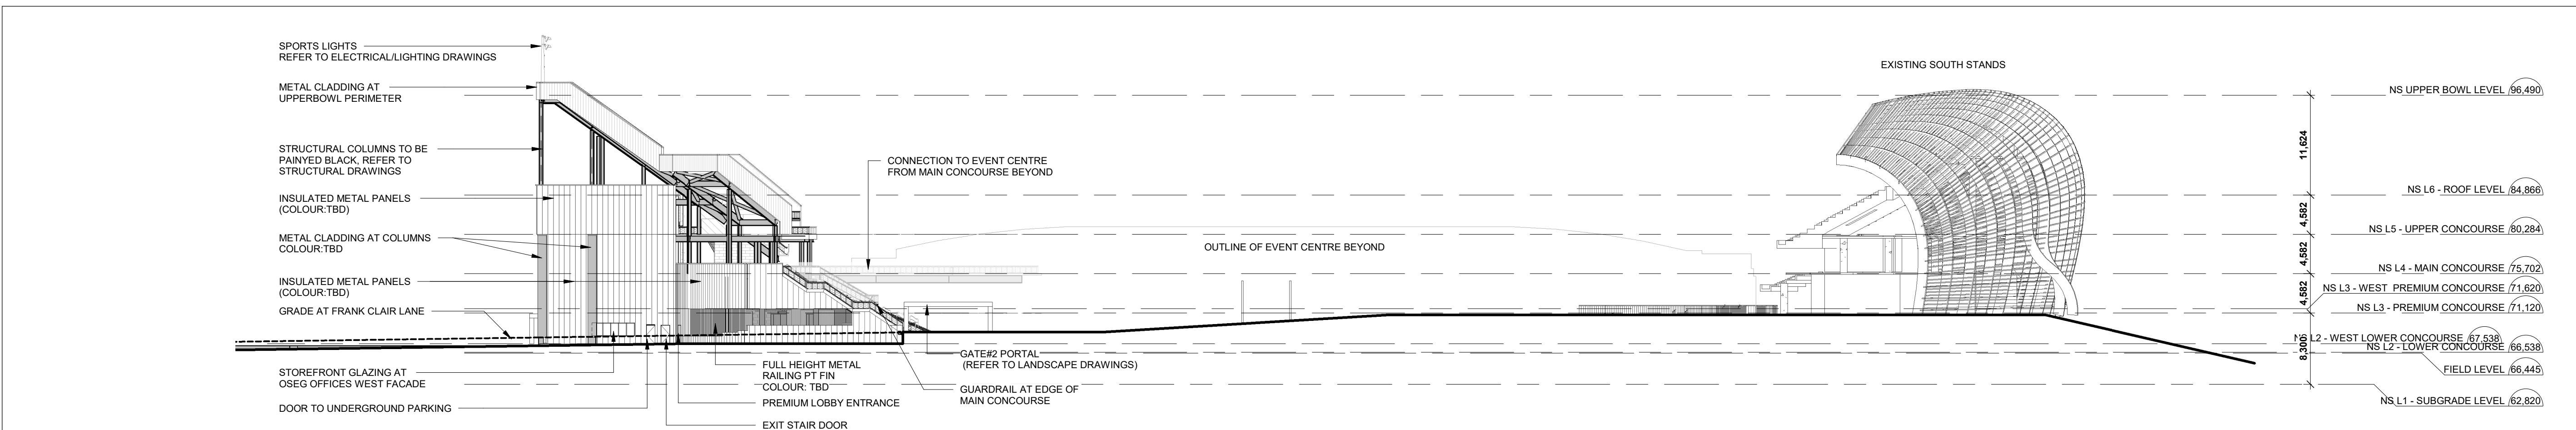 SPORTS LIGHTS
REFER TO ELECTRICAL/LIGHTING DRAWINGS
METAL CLADDING AT
UPPERBOWL PERIMETER
STRUCTURAL COLUMNS TO BE
PAINYED BLACK, REFER TO
STRUCTURAL DRAWINGS
INSULATED METAL PANELS
(COLOUR:TBD)
METAL CLADDING AT COLUMNS
COLOUR:TBD
INSULATED METAL PANELS
(COLOUR:TBD)
GRADE AT FRANK CLAIR LANE
STOREFRONT GLAZING AT
OSEG OFFICES WEST FACADE
DOOR TO UNDERGROUND PARKING
CONNECTION TO EVENT CENTRE
FROM MAIN CONCOURSE BEYOND
OUTLINE OF EVENT CENTRE BEYOND
FULL HEIGHT METAL
RAILING PT FIN
COLOUR: TBD
PREMIUM LOBBY ENTRANCE
EXIT STAIR DOOR
GATE#2 PORTAL
(REFER TO LANDSCAPE DRAWINGS)
GUARDRAIL AT EDGE OF
MAIN CONCOURSE
EXISTING SOUTH STANDS
11,624
4,582
4,582
4,582
8,300
NS UPPER BOWL LEVEL 96,490
NS L6 - ROOF LEVEL 84,866
NS L5 - UPPER CONCOURSE 80,284
NS L4 - MAIN CONCOURSE 75,702
NS L3 - WEST PREMIUM CONCOURSE 71,620
NS L3 - PREMIUM CONCOURSE 71,120
NS L2 - WEST LOWER CONCOURSE 67,538
NS L2 - LOWER CONCOURSE 66,538
FIELD LEVEL 66,445
NS L1 - SUBGRADE LEVEL 62,820